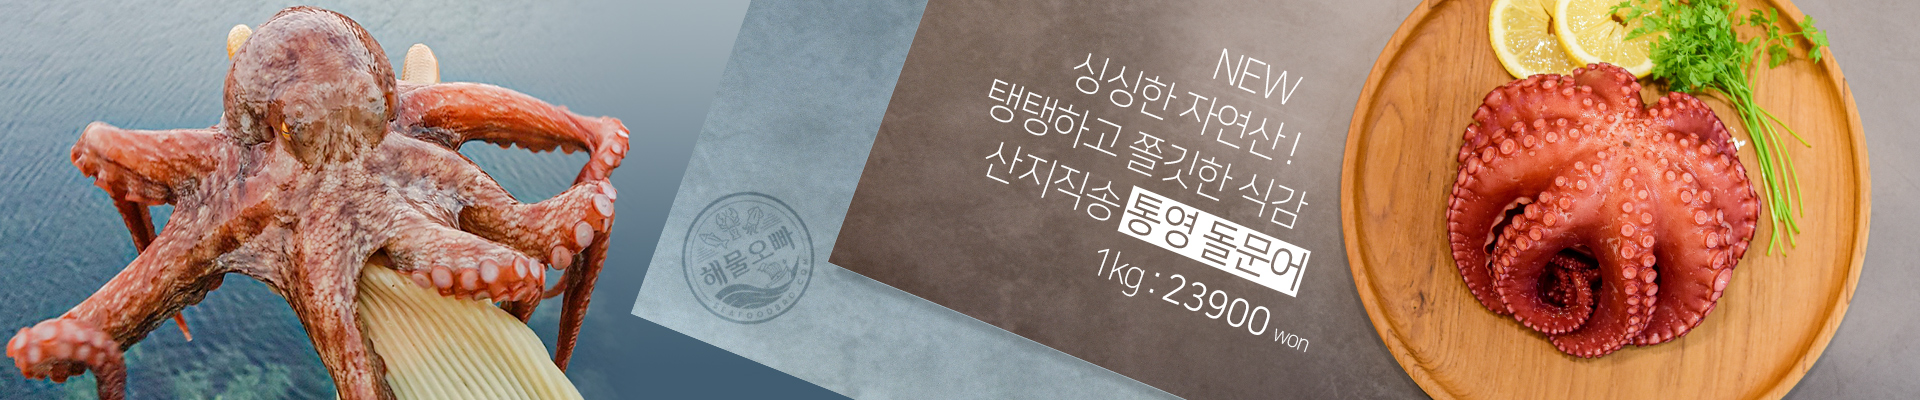 NEW
싱싱한 자연산!
탱탱하고 쫄깃한 식감
산지직송 통영 돌문어
1kg : 23900 won
해물오빠
SEAFOODBRO.COM